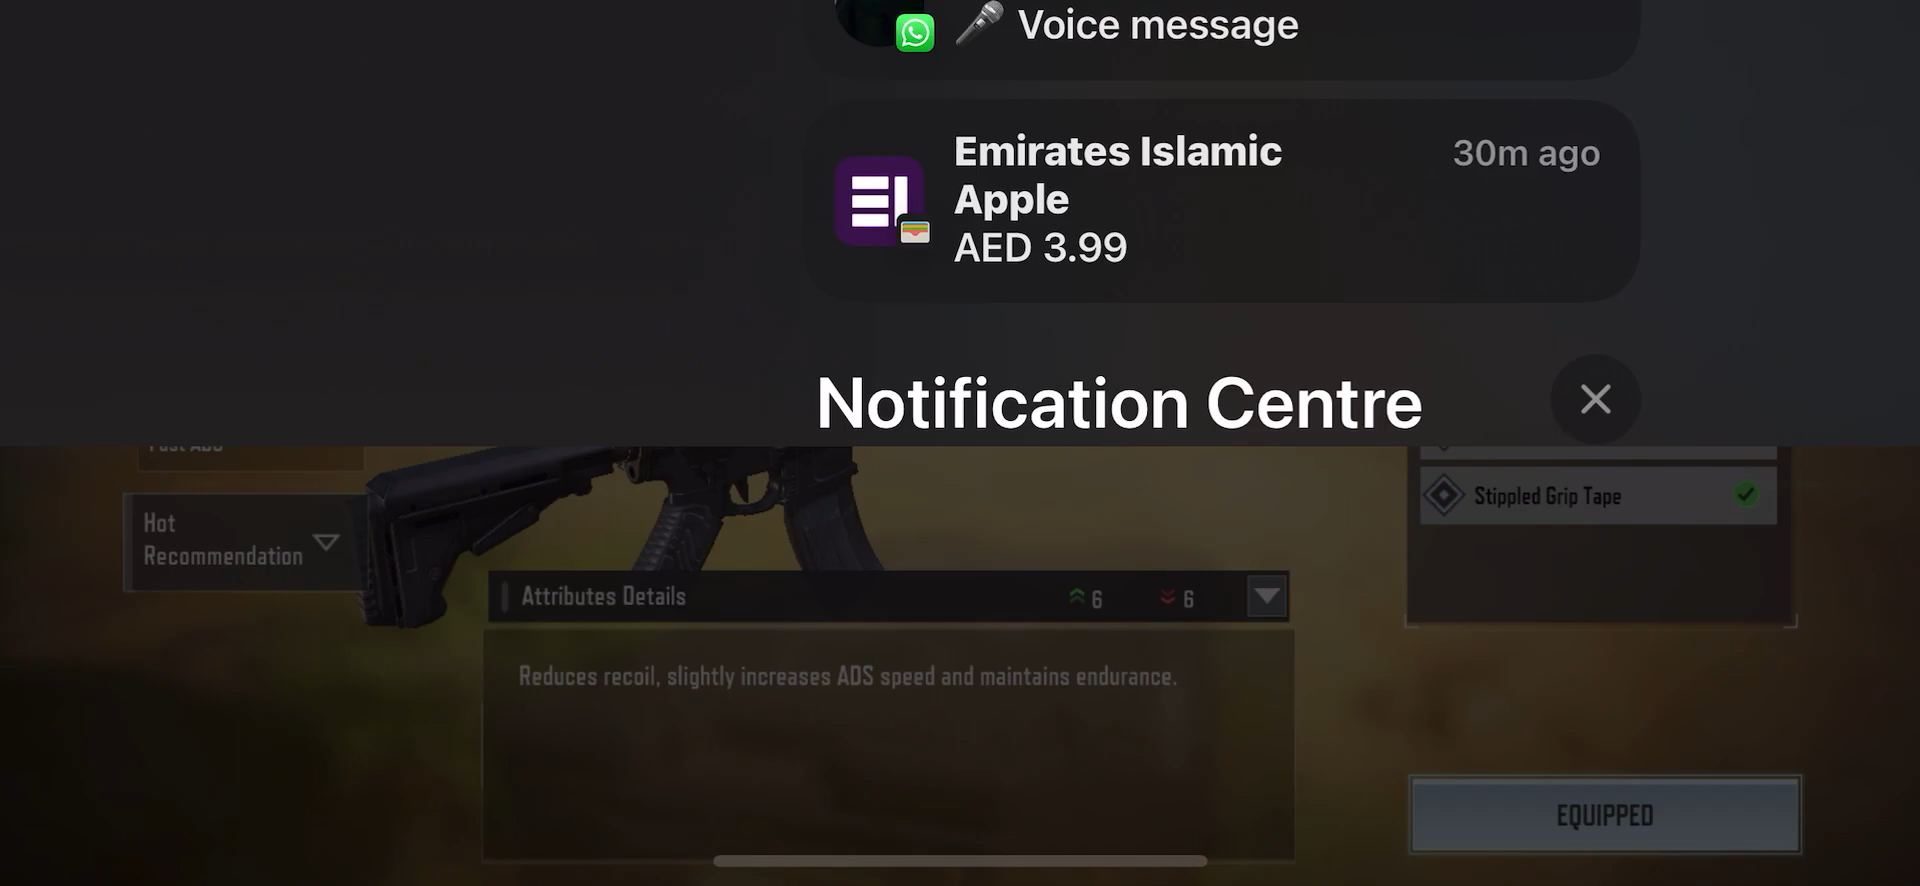 Voice message
Emirates Islamic
30m ago
Apple
AED 3.99
Notification Centre
Hot
Recommendation
Stippled Grip Tape
Attributes Details
6
6
Reduces recoil, slightly increases ADS speed and maintains endurance.
EQUIPPED